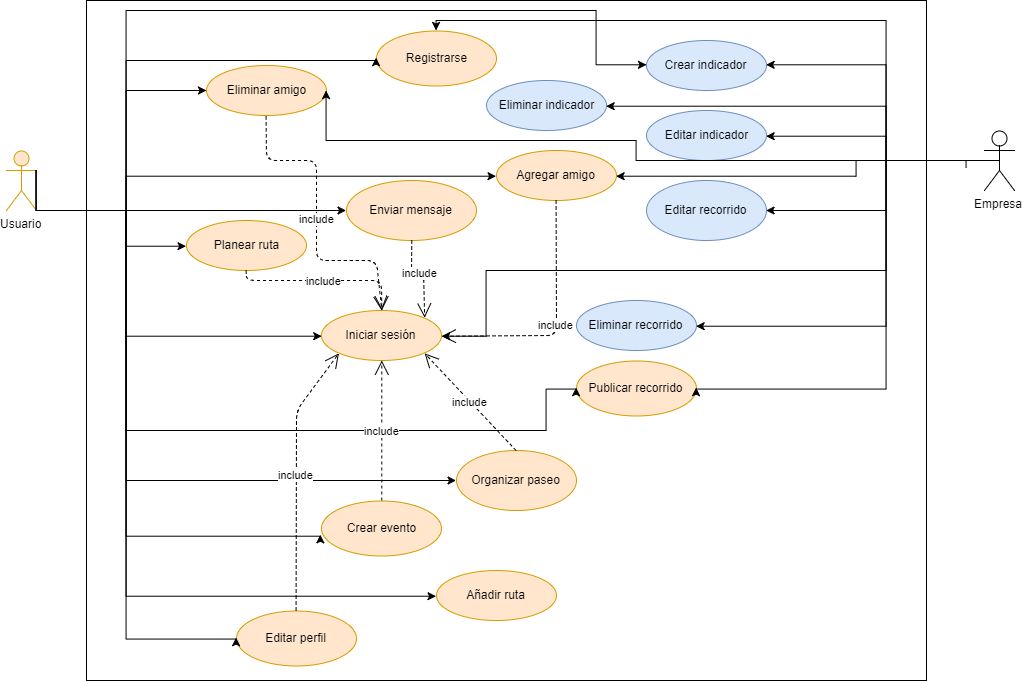 Registrarse
Crear indicador
Eliminar amigo
Eliminar indicador
Editar indicador
Agregar amigo
Usuario
Empresa
Enviar mensaje
Editar recorrido
include
Planear ruta
include
include
Iniciar sesión
include
Eliminar recorrido
Publicar recorrido
include
include
include
Organizar paseo
Crear evento
Añadir ruta
Editar perfil